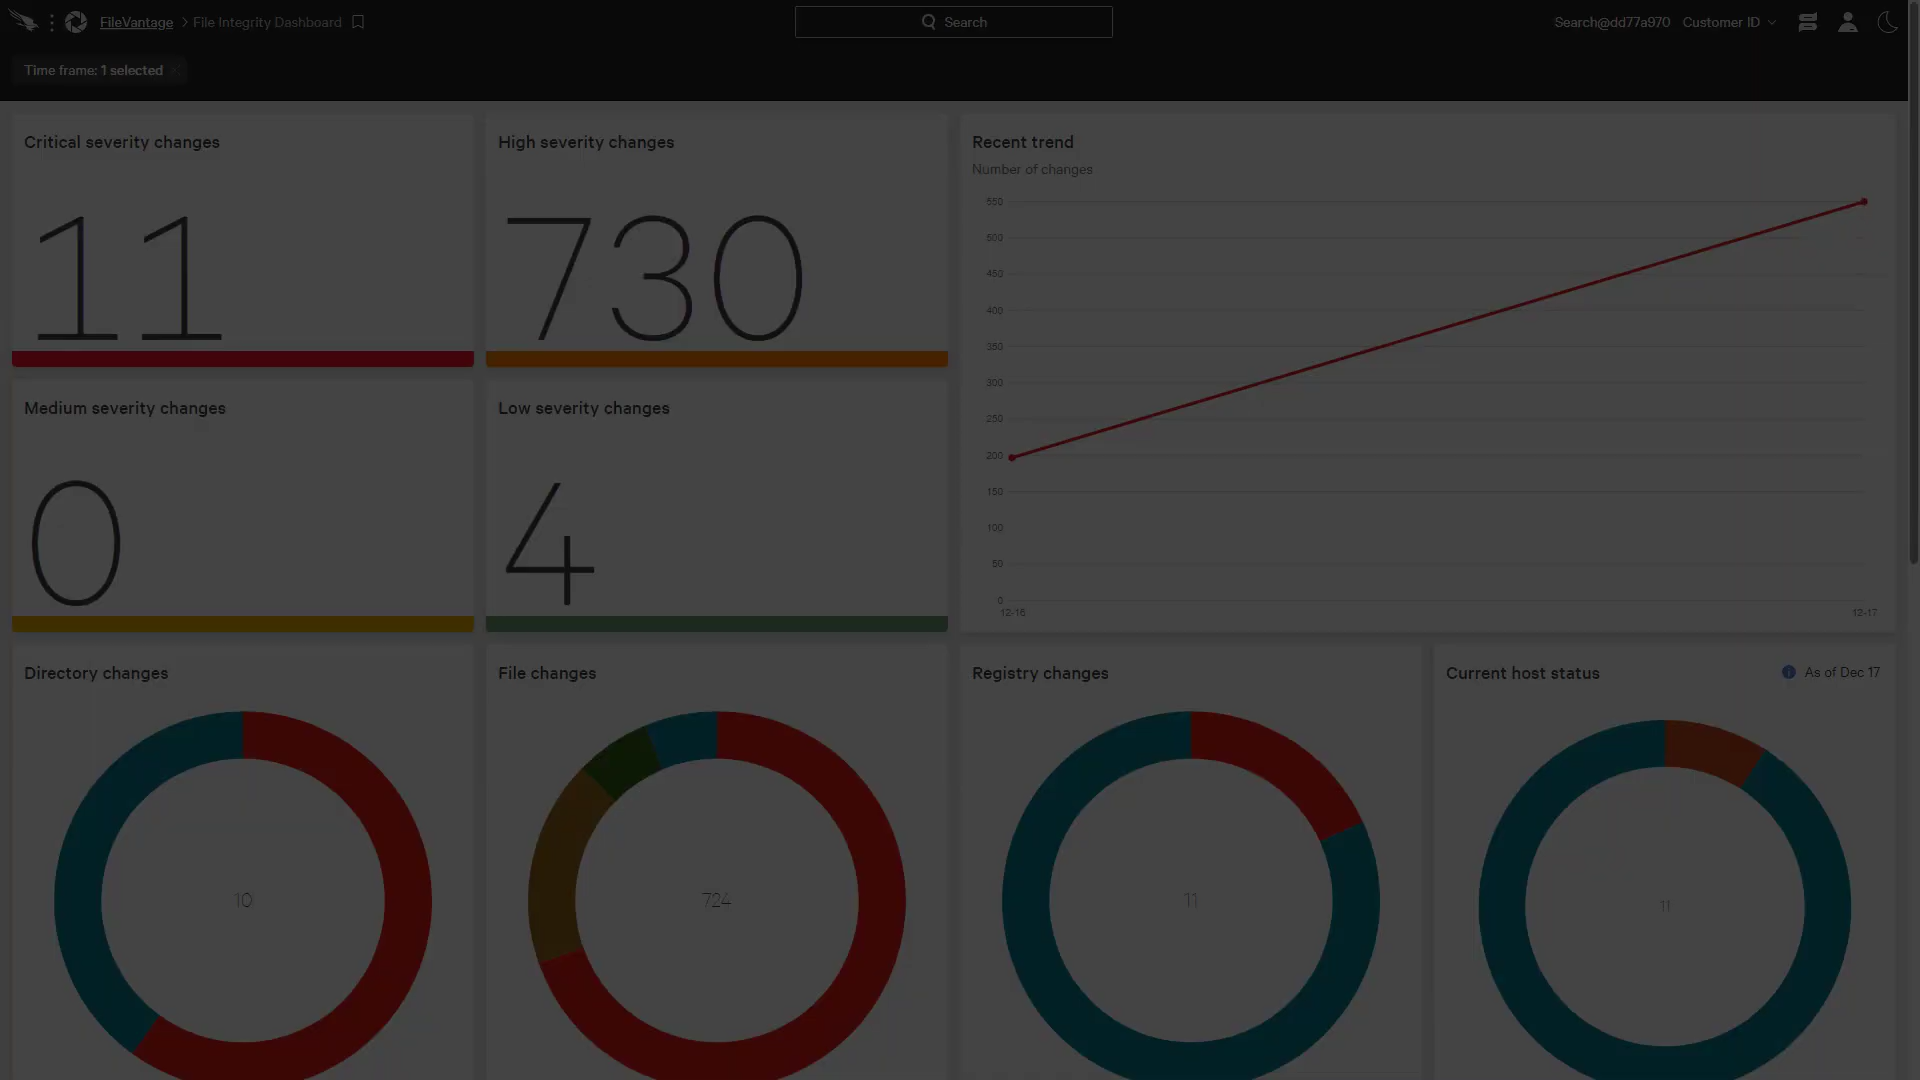 FileVantage > File Integrity Dashboard
Search
Search@dd77a970 Customer ID
Time frame: 1 selected
Critical severity changes
11
High severity changes
730
Medium severity changes
0
Low severity changes
4
Recent trend
Number of changes
550
500
450
400
350
300
250
200
150
100
50
0
12-16 12-17
Directory changes
10
File changes
724
Registry changes
11
Current host status
As of Dec 17
11